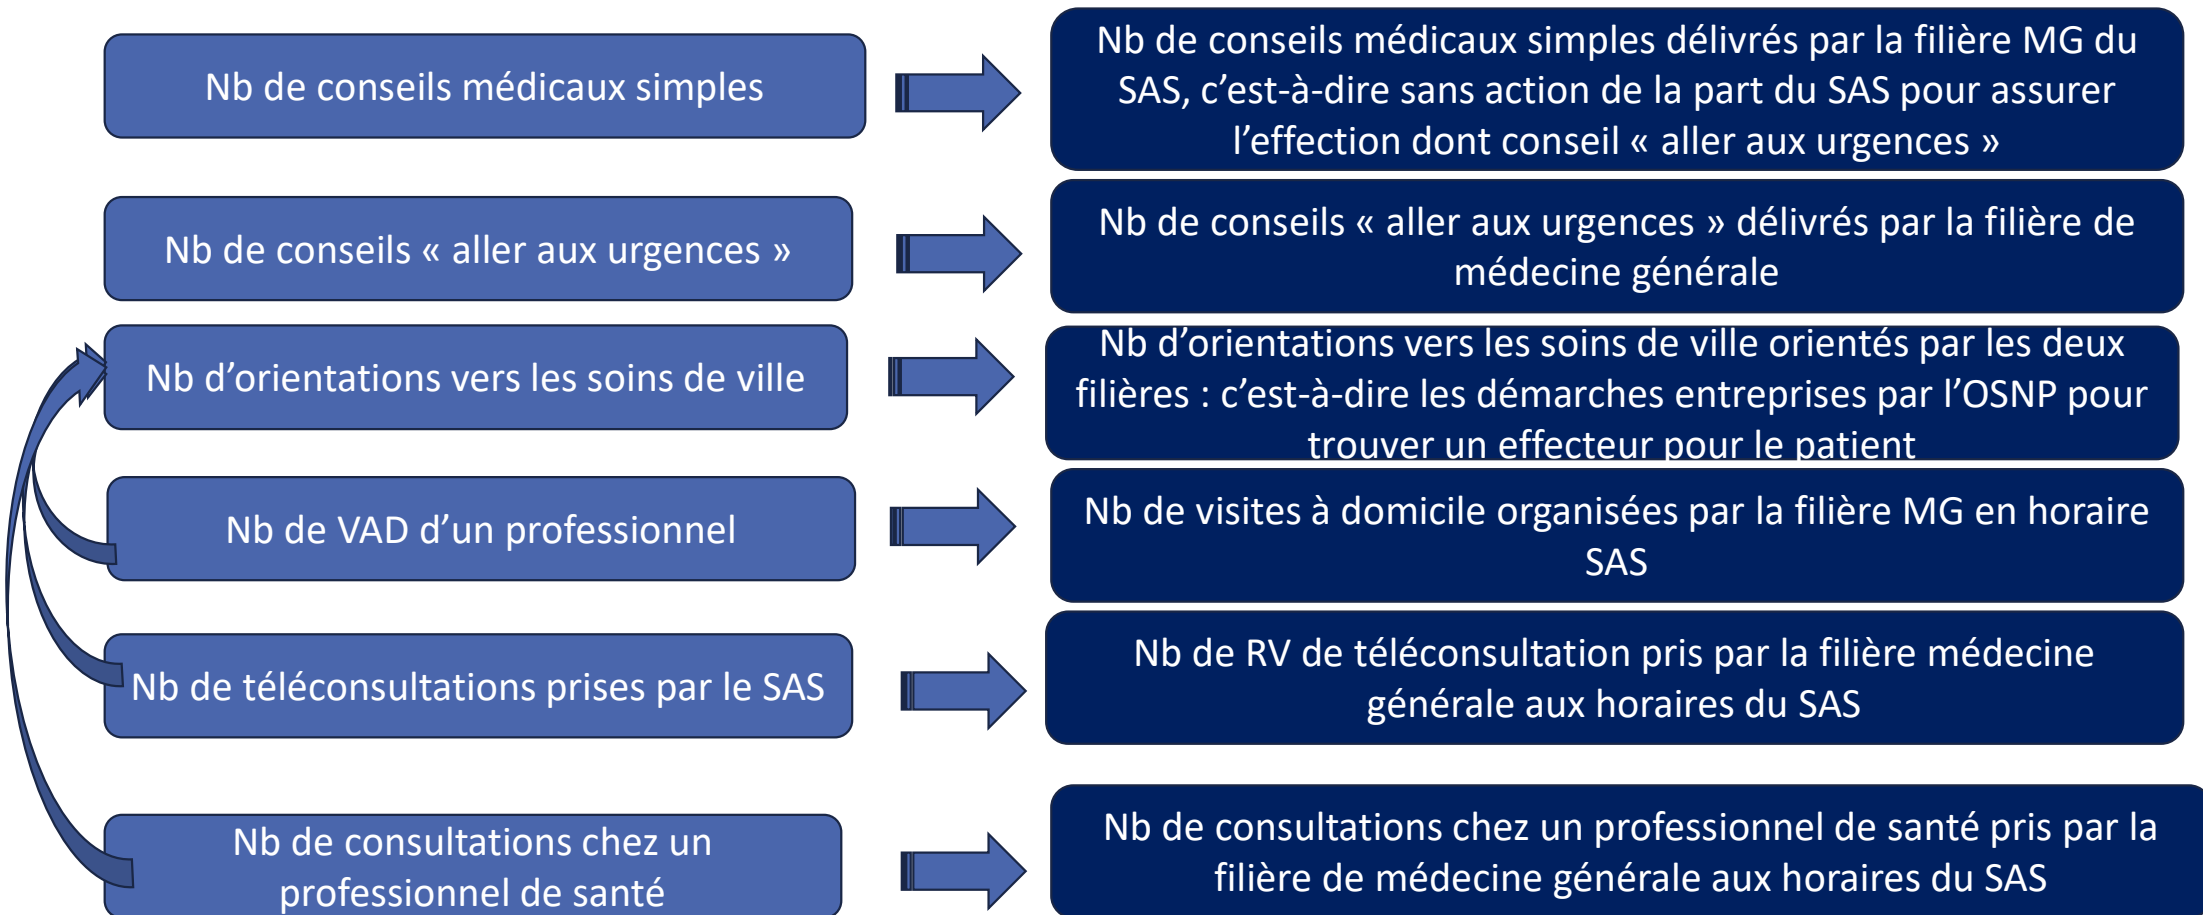 Nb de conseils médicaux simples
Nb de conseils médicaux simples délivrés par la filière MG du
SAS, c’est-à-dire sans action de la part du SAS pour assurer
l’effection dont conseil « aller aux urgences »
Nb de conseils « aller aux urgences »
Nb de conseils « aller aux urgences » délivrés par la filière de
médecine générale
Nb d’orientations vers les soins de ville
Nb d’orientations vers les soins de ville orientés par les deux
filières : c’est-à-dire les démarches entreprises par l’OSNP pour
trouver un effecteur pour le patient
Nb de VAD d’un professionnel
Nb de visites à domicile organisées par la filière MG en horaire
SAS
Nb de téléconsultations prises par le SAS
Nb de RV de téléconsultation pris par la filière médecine
générale aux horaires du SAS
Nb de consultations chez un
professionnel de santé
Nb de consultations chez un professionnel de santé pris par la
filière de médecine générale aux horaires du SAS